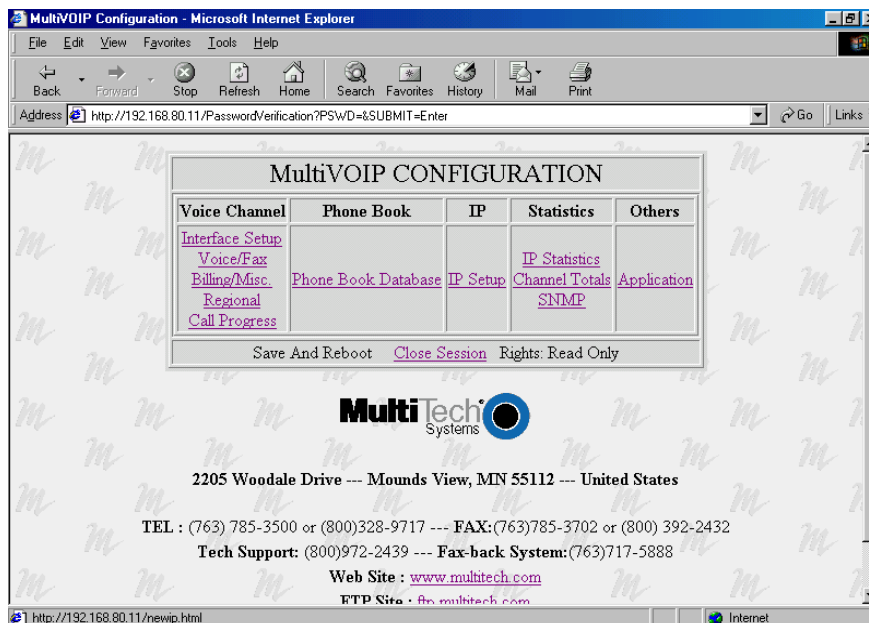 MultiVOIP Configuration - Microsoft Internet Explorer
File Edit View Favorites Tools Help
Back Forward Stop Refresh Home Search Favorites History Mail Print
Address http://192.168.80.11/PasswordVerification?PSWD=&SUBMIT=Enter Go Links
MultiVOIP CONFIGURATION
Voice Channel Phone Book IP Statistics Others
Interface Setup
Voice/Fax IP Statistics
Billing/Misc. Phone Book Database IP Setup Channel Totals Application
Regional SNMP
Call Progress
Save And Reboot Close Session Rights: Read Only
MultiTech
Systems
2205 Woodale Drive --- Mounds View, MN 55112 --- United States
TEL : (763) 785-3500 or (800)328-9717 --- FAX:(763)785-3702 or (800) 392-2432
Tech Support: (800)972-2439 --- Fax-back System:(763)717-5888
Web Site : www.multitech.com
FTP Site : ftp.multitech.com
http://192.168.80.11/newip.html Internet